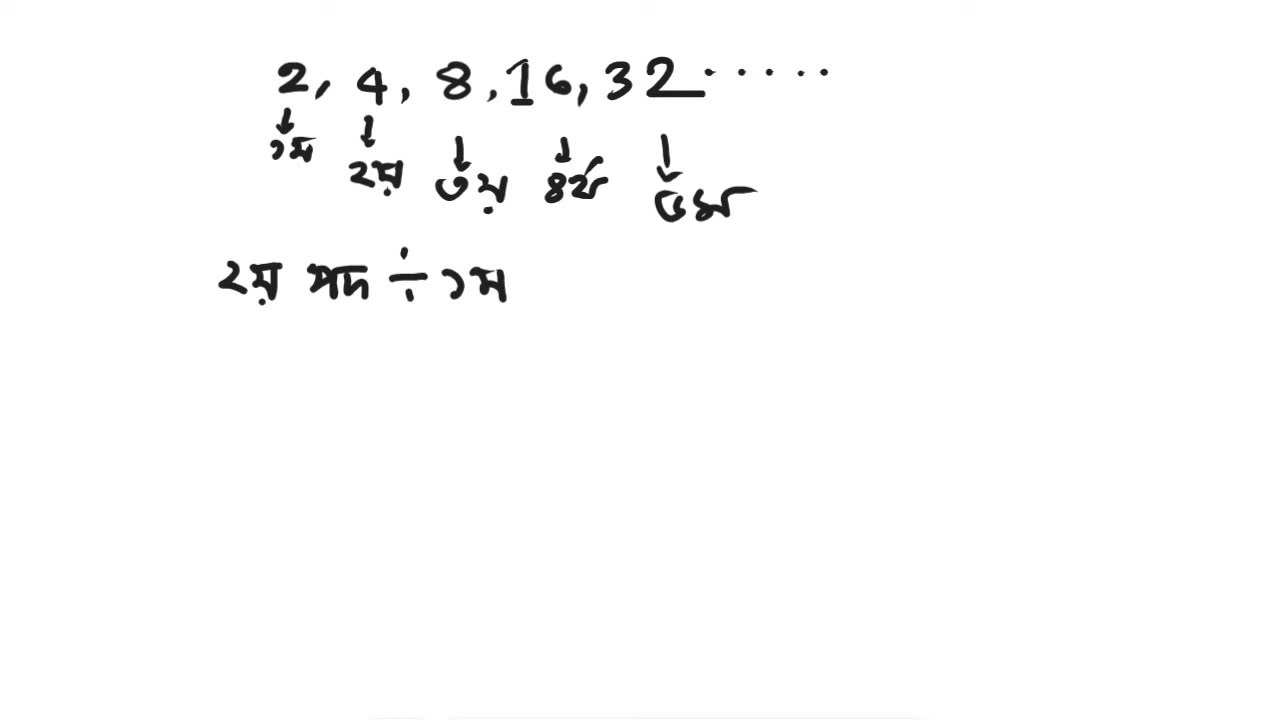 2, 4, 8, 16, 32.....
১ম ২য় ৩য় ৪র্থ ৫ম
২য় পদ ÷ ১ম